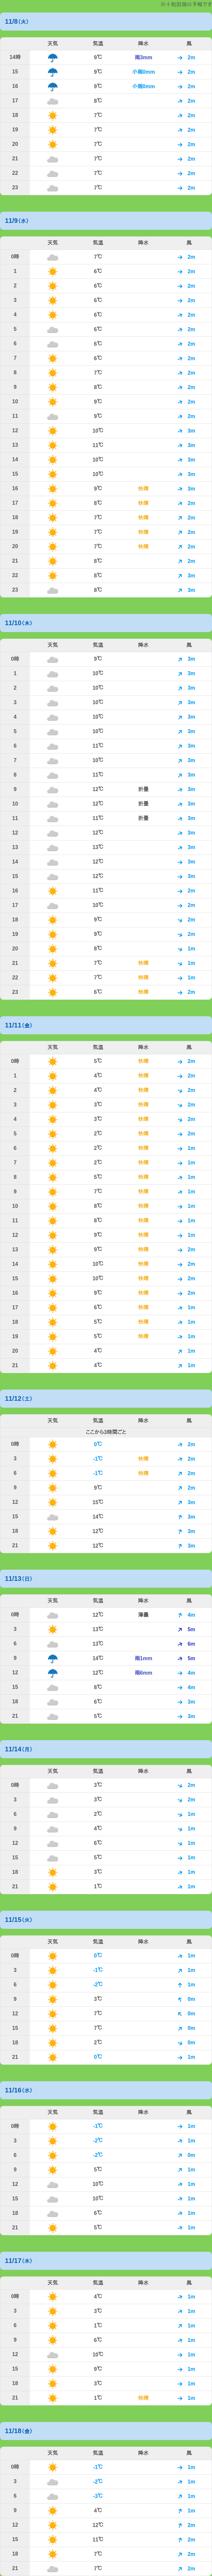 ※十和田湖の予報です
11/8(火)
天気 気温 降水 風
14時 9℃ 雨3mm 2m
15 9℃ 小雨0mm 2m
16 9℃ 小雨0mm 2m
17 8℃ 2m
18 7℃ 2m
19 7℃ 2m
20 7℃ 2m
21 7℃ 2m
22 7℃ 2m
23 7℃ 2m
11/9(水)
天気 気温 降水 風
0時 7℃ 2m
1 6℃ 2m
2 6℃ 2m
3 6℃ 2m
4 6℃ 2m
5 6℃ 2m
6 6℃ 2m
7 6℃ 2m
8 7℃ 2m
9 8℃ 2m
10 9℃ 2m
11 9℃ 2m
12 10℃ 3m
13 11℃ 3m
14 10℃ 3m
15 10℃ 3m
16 9℃ 快晴 3m
17 8℃ 快晴 2m
18 7℃ 快晴 2m
19 7℃ 快晴 2m
20 7℃ 快晴 2m
21 8℃ 2m
22 8℃ 3m
23 8℃ 3m
11/10(木)
天気 気温 降水 風
0時 9℃ 3m
1 10℃ 3m
2 10℃ 3m
3 10℃ 3m
4 10℃ 3m
5 10℃ 3m
6 11℃ 3m
7 10℃ 3m
8 11℃ 3m
9 12℃ 折曇 3m
10 12℃ 折曇 3m
11 11℃ 折曇 3m
12 12℃ 3m
13 13℃ 3m
14 12℃ 3m
15 12℃ 3m
16 11℃ 2m
17 10℃ 2m
18 9℃ 2m
19 9℃ 2m
20 8℃ 1m
21 7℃ 快晴 1m
22 7℃ 快晴 1m
23 6℃ 快晴 2m
11/11(金)
天気 気温 降水 風
0時 5℃ 快晴 2m
1 4℃ 快晴 2m
2 4℃ 快晴 2m
3 3℃ 快晴 2m
4 3℃ 快晴 2m
5 2℃ 快晴 2m
6 2℃ 快晴 1m
7 2℃ 快晴 1m
8 5℃ 快晴 1m
9 7℃ 快晴 1m
10 8℃ 快晴 1m
11 8℃ 快晴 1m
12 9℃ 快晴 1m
13 9℃ 快晴 2m
14 10℃ 快晴 2m
15 10℃ 快晴 2m
16 9℃ 快晴 2m
17 6℃ 快晴 1m
18 5℃ 快晴 1m
19 5℃ 快晴 1m
20 4℃ 1m
21 4℃ 1m
11/12(土)
天気 気温 降水 風
ここから3時間ごと
0時 0℃ 2m
3 -1℃ 快晴 2m
6 -1℃ 快晴 2m
9 9℃ 2m
12 15℃ 3m
15 14℃ 3m
18 12℃ 3m
21 12℃ 3m
11/13(日)
天気 気温 降水 風
0時 12℃ 薄曇 4m
3 13℃ 5m
6 13℃ 6m
9 14℃ 雨1mm 5m
12 12℃ 雨6mm 4m
15 8℃ 4m
18 6℃ 3m
21 5℃ 3m
11/14(月)
天気 気温 降水 風
0時 3℃ 2m
3 3℃ 2m
6 2℃ 1m
9 4℃ 1m
12 6℃ 1m
15 5℃ 1m
18 3℃ 1m
21 1℃ 1m
11/15(火)
天気 気温 降水 風
0時 0℃ 1m
3 -1℃ 1m
6 -2℃ 1m
9 3℃ 0m
12 7℃ 0m
15 7℃ 0m
18 2℃ 0m
21 0℃ 1m
11/16(水)
天気 気温 降水 風
0時 -1℃ 1m
3 -2℃ 1m
6 -2℃ 0m
9 5℃ 1m
12 10℃ 1m
15 10℃ 1m
18 6℃ 1m
21 5℃ 1m
11/17(木)
天気 気温 降水 風
0時 4℃ 1m
3 3℃ 1m
6 1℃ 1m
9 6℃ 1m
12 10℃ 1m
15 9℃ 1m
18 3℃ 1m
21 1℃ 快晴 1m
11/18(金)
天気 気温 降水 風
0時 -1℃ 1m
3 -2℃ 1m
6 -3℃ 1m
9 4℃ 1m
12 12℃ 2m
15 11℃ 2m
18 7℃ 2m
21 7℃ 2m